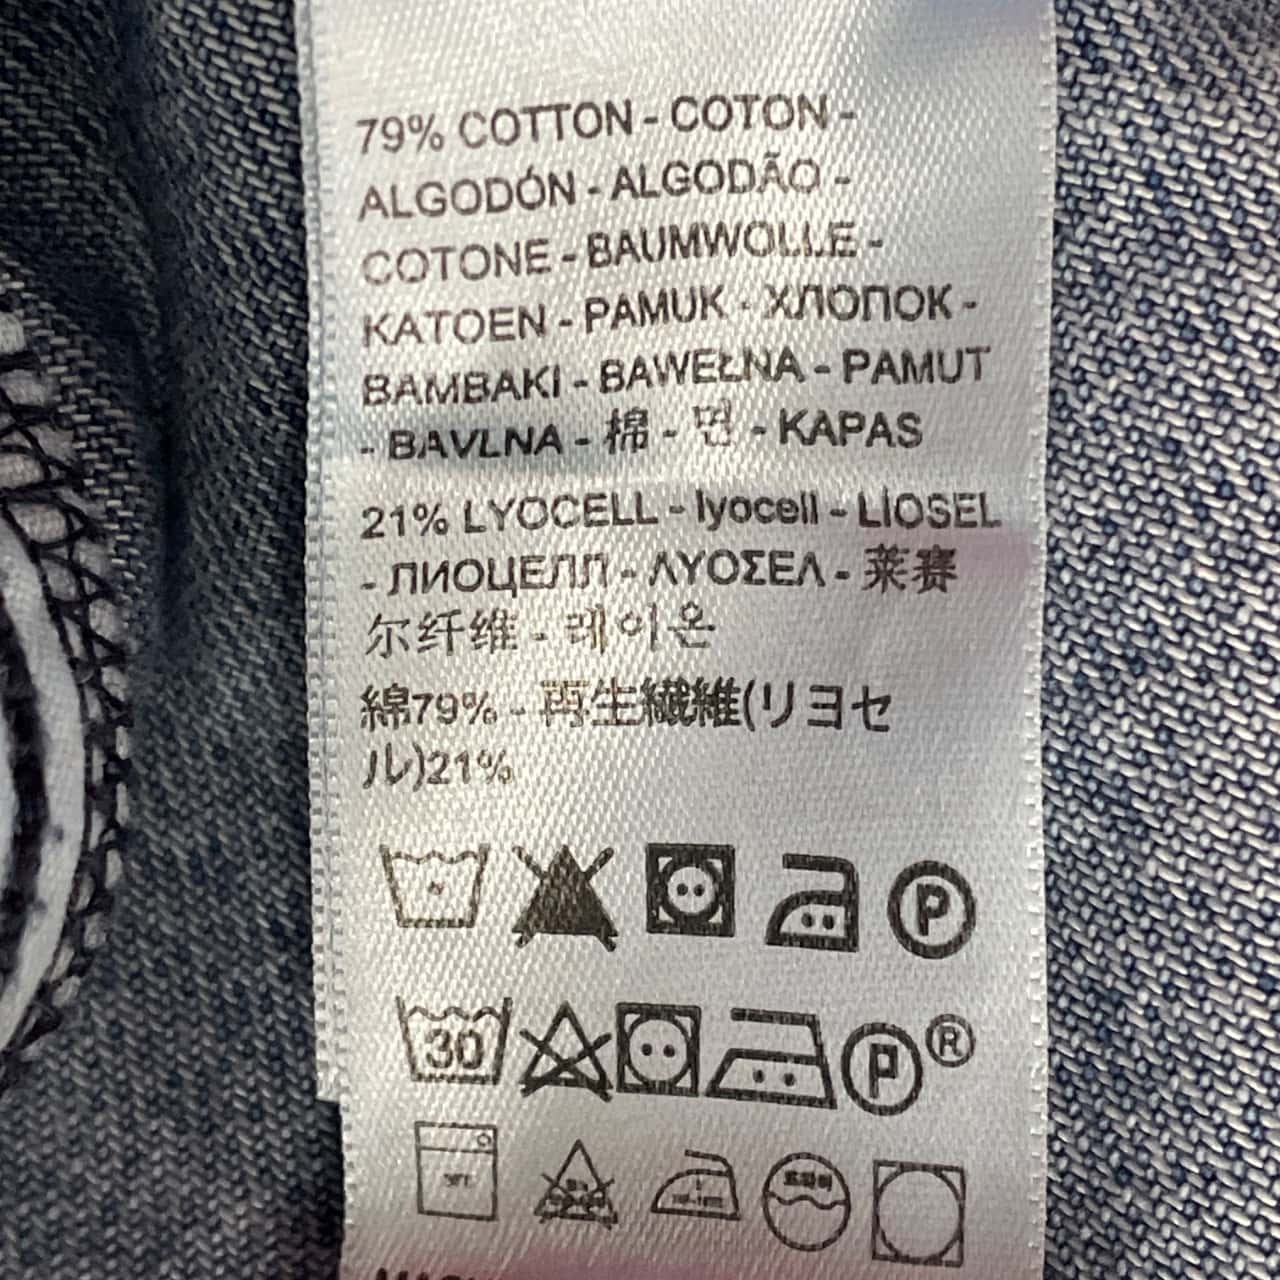 79% COTTON - COTON -
ALGODÓN - ALGODÃO -
COTONE - BAUMWOLLE -
KATOEN - PAMUK - ХЛОПОК -
BAMBAKI - BAWEŁNA - PAMUT
- BAVLNA - 棉 - 면 - KAPAS
21% LYOCELL - lyocell - LİOSEL
- ЛИОЦЕЛЛ - ΛΥΟΣΕΛ - 莱赛
尔纤维 - 레이온
綿79% - 再生繊維(リヨセ
ル)21%
P
30 P ®